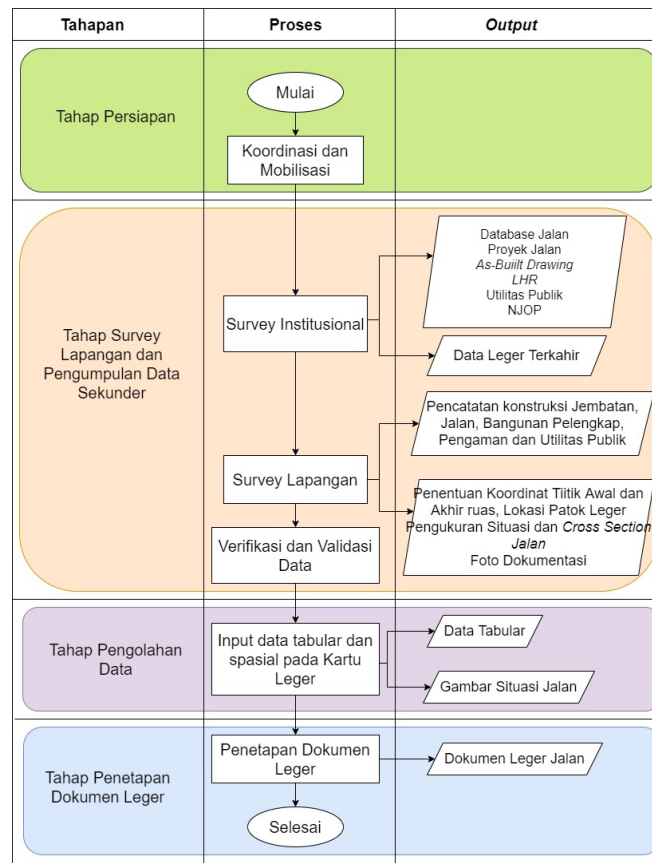 Tahapan
Proses
Output
Tahap Persiapan
Mulai
Koordinasi dan
Mobilisasi
Tahap Survey
Lapangan dan
Pengumpulan Data
Sekunder
Survey Institusional
Database Jalan
Proyek Jalan
As-Buiilt Drawing
LHR
Utilitas Publik
NJOP
Data Leger Terkahir
Survey Lapangan
Pencatatan konstruksi Jembatan,
Jalan, Bangunan Pelengkap,
Pengaman dan Utilitas Publik
Penentuan Koordinat TIitik Awal dan
Akhir ruas, Lokasi Patok Leger
Pengukuran Situasi dan Cross Section
Jalan
Foto Dokumentasi
Verifikasi dan Validasi
Data
Tahap Pengolahan
Data
Input data tabular dan
spasial pada Kartu
Leger
Data Tabular
Gambar Situasi Jalan
Tahap Penetapan
Dokumen Leger
Penetapan Dokumen
Leger
Dokumen Leger Jalan
Selesai